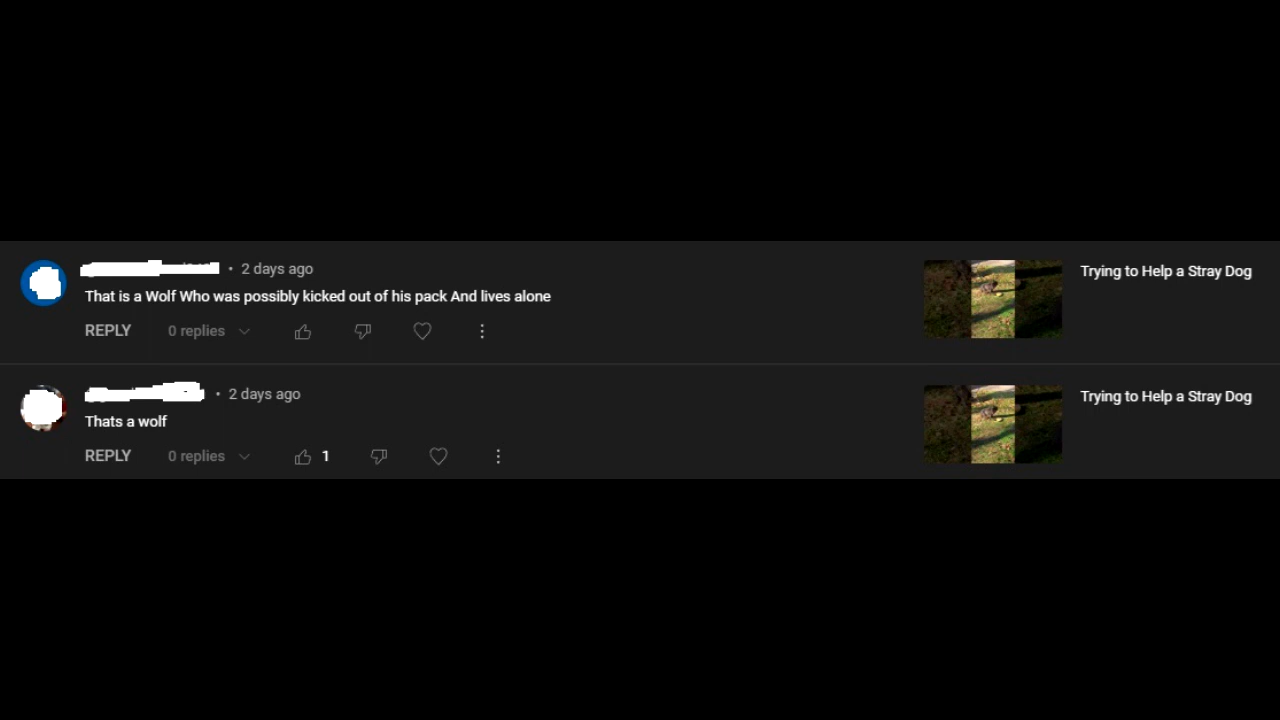 • 2 days ago
That is a Wolf Who was possibly kicked out of his pack And lives alone
REPLY 0 replies
Trying to Help a Stray Dog
• 2 days ago
Thats a wolf
REPLY 0 replies 1
Trying to Help a Stray Dog